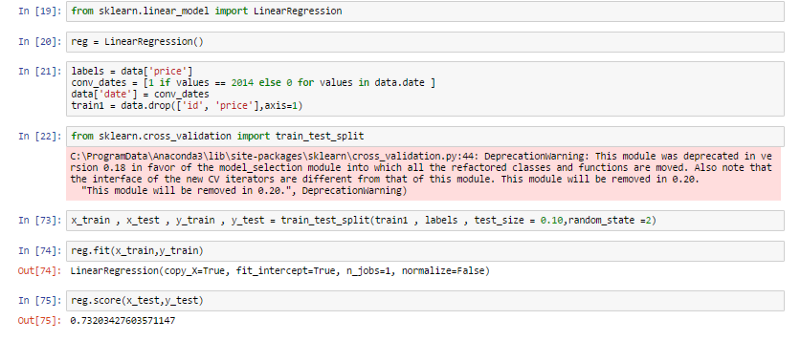 In [19]: from sklearn.linear_model import LinearRegression
In [20]: reg = LinearRegression()
In [21]: labels = data['price']
conv_dates = [1 if values == 2014 else 0 for values in data.date ]
data['date'] = conv_dates
train1 = data.drop(['id', 'price'],axis=1)
In [22]: from sklearn.cross_validation import train_test_split
C:\ProgramData\Anaconda3\lib\site-packages\sklearn\cross_validation.py:44: DeprecationWarning: This module was deprecated in ve
rsion 0.18 in favor of the model_selection module into which all the refactored classes and functions are moved. Also note that
the interface of the new CV iterators are different from that of this module. This module will be removed in 0.20.
"This module will be removed in 0.20.", DeprecationWarning)
In [73]: x_train , x_test , y_train , y_test = train_test_split(train1 , labels , test_size = 0.10,random_state =2)
In [74]: reg.fit(x_train,y_train)
Out[74]: LinearRegression(copy_X=True, fit_intercept=True, n_jobs=1, normalize=False)
In [75]: reg.score(x_test,y_test)
Out[75]: 0.73203427603571147